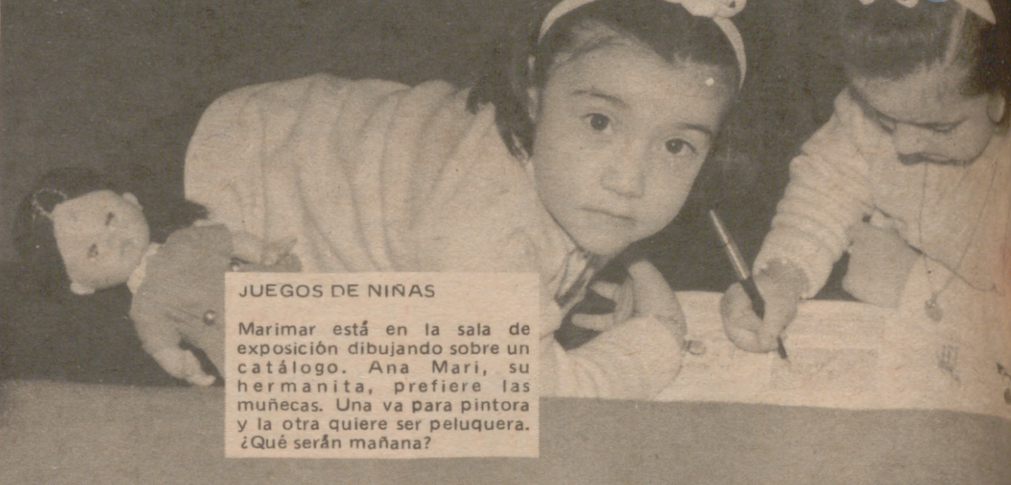 JUEGOS DE NIÑAS
Marimar está en la sala de
exposición dibujando sobre un
catálogo. Ana Mari, su
hermanita, prefiere las
muñecas. Una va para pintora
y la otra quiere ser peluquera.
¿Qué serán mañana?